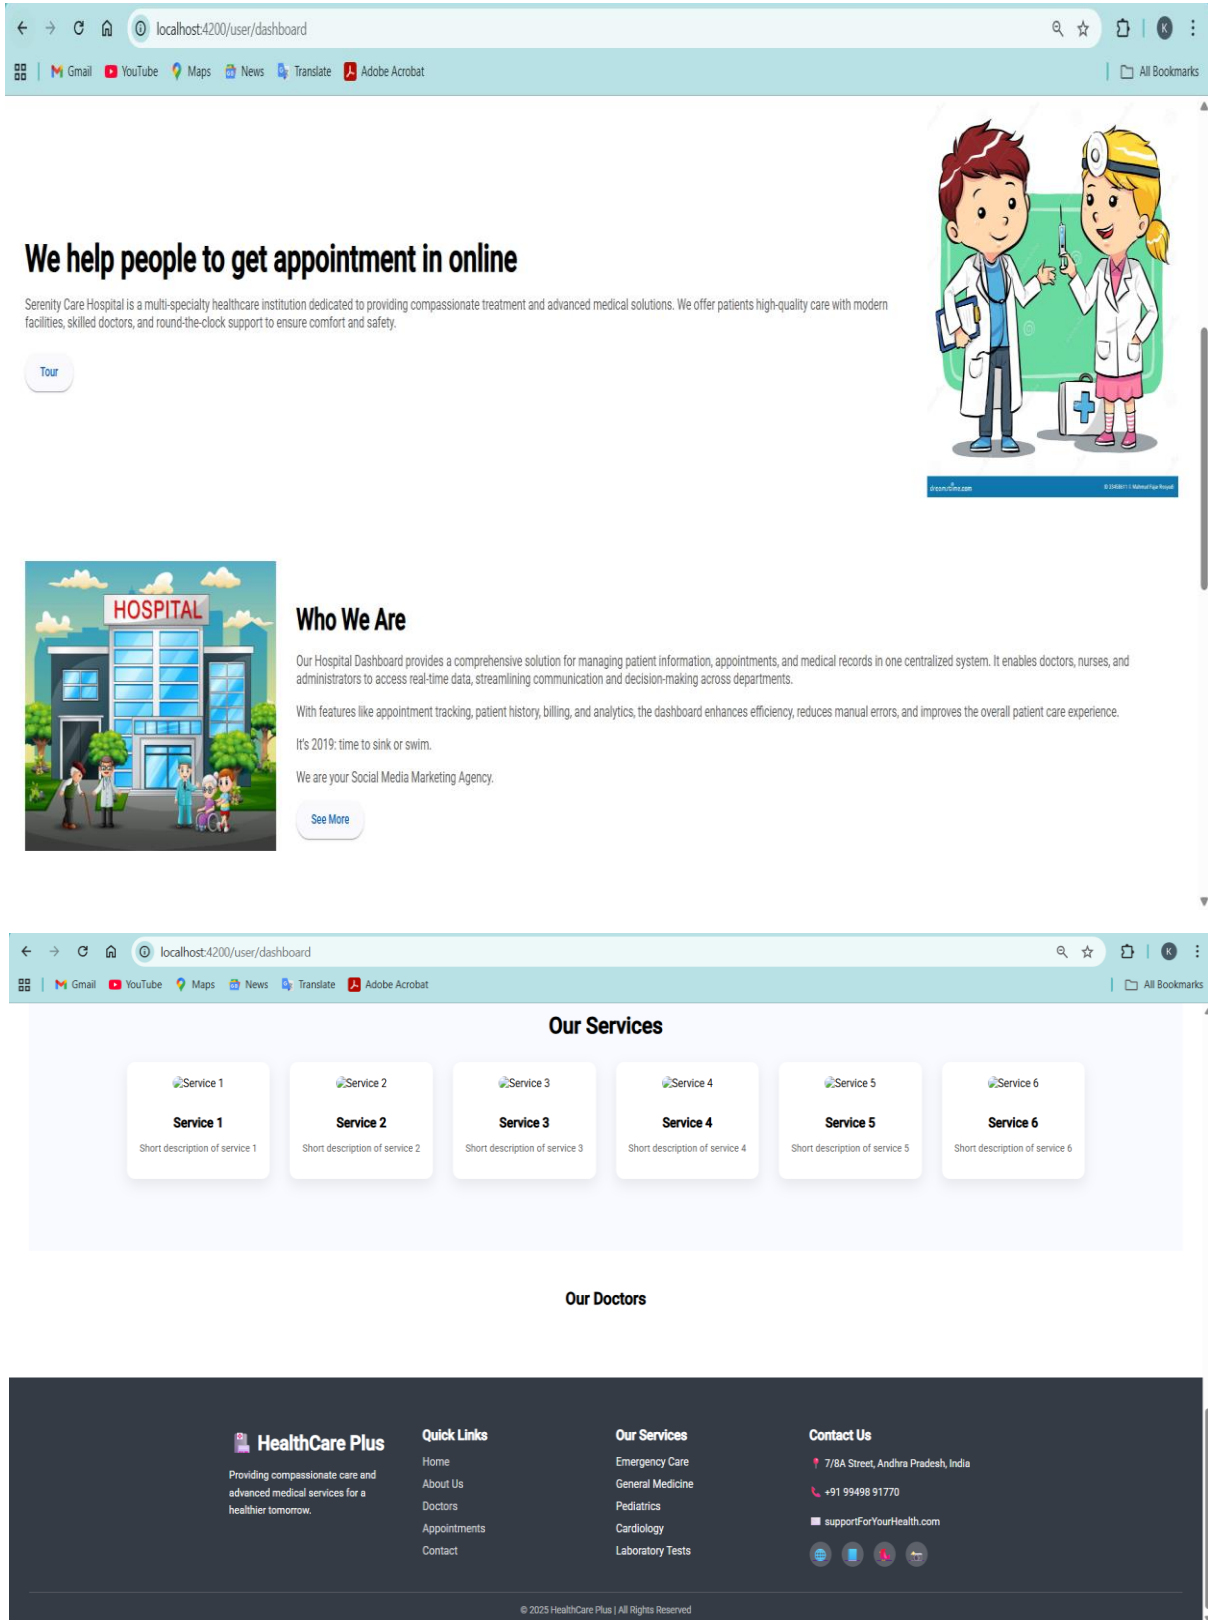 localhost:4200/user/dashboard
K
Gmail YouTube Maps News Translate Adobe Acrobat All Bookmarks
We help people to get appointment in online
Serenity Care Hospital is a multi-specialty healthcare institution dedicated to providing compassionate treatment and advanced medical solutions. We offer patients high-quality care with modern
facilities, skilled doctors, and round-the-clock support to ensure comfort and safety.
Tour
dreamstime.com
HOSPITAL
Who We Are
Our Hospital Dashboard provides a comprehensive solution for managing patient information, appointments, and medical records in one centralized system. It enables doctors, nurses, and
administrators to access real-time data, streamlining communication and decision-making across departments.
With features like appointment tracking, patient history, billing, and analytics, the dashboard enhances efficiency, reduces manual errors, and improves the overall patient care experience.
It's 2019: time to sink or swim.
We are your Social Media Marketing Agency.
See More
localhost:4200/user/dashboard
K
Gmail YouTube Maps News Translate Adobe Acrobat All Bookmarks
Our Services
Service 1 Service 2 Service 3 Service 4 Service 5 Service 6
Service 1 Service 2 Service 3 Service 4 Service 5 Service 6
Short description of service 1 Short description of service 2 Short description of service 3 Short description of service 4 Short description of service 5 Short description of service 6
Our Doctors
HealthCare Plus
Providing compassionate care and
advanced medical services for a
healthier tomorrow.
Quick Links
Home
About Us
Doctors
Appointments
Contact
Our Services
Emergency Care
General Medicine
Pediatrics
Cardiology
Laboratory Tests
Contact Us
7/8A Street, Andhra Pradesh, India
+91 99498 91770
supportForYourHealth.com
© 2025 HealthCare Plus | All Rights Reserved